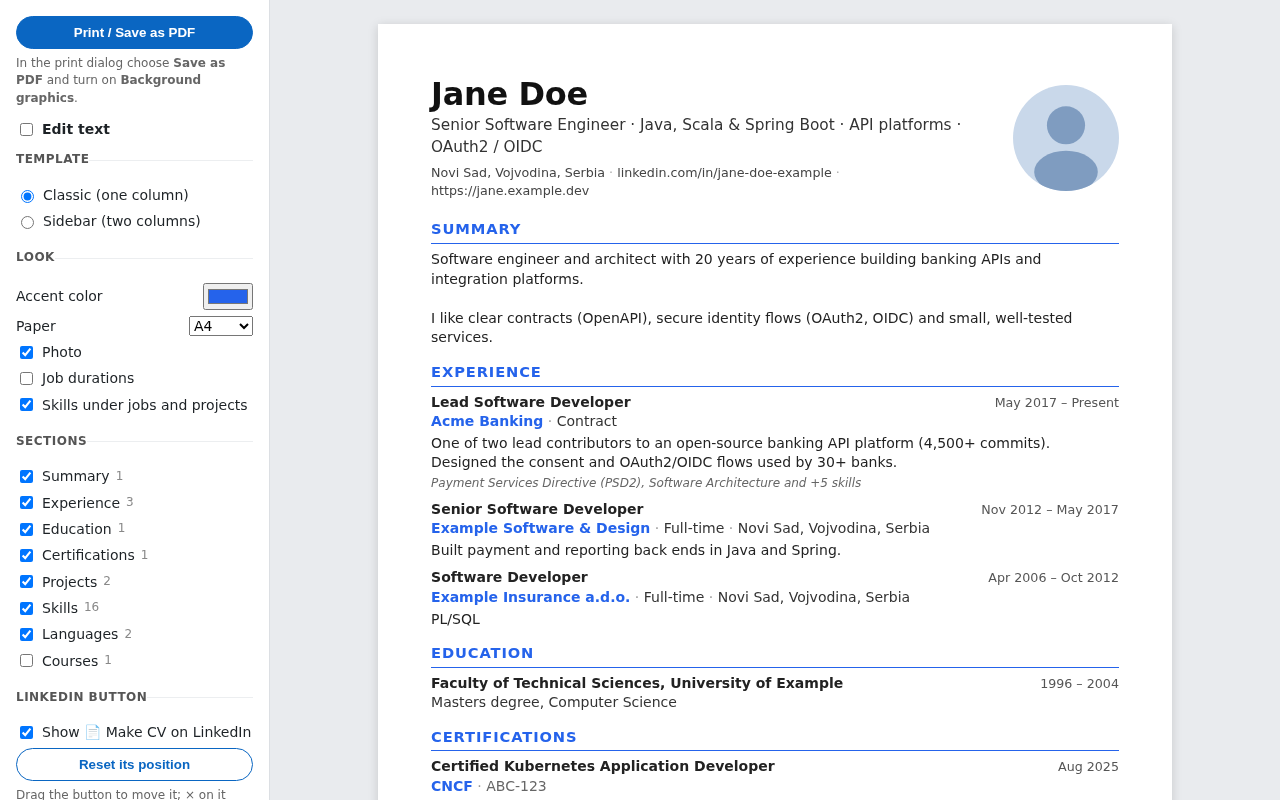 Print / Save as PDF
In the print dialog choose Save as
PDF and turn on Background
graphics.
Edit text
TEMPLATE
Classic (one column)
Sidebar (two columns)
LOOK
Accent color
Paper A4
Photo
Job durations
Skills under jobs and projects
SECTIONS
Summary 1
Experience 3
Education 1
Certifications 1
Projects 2
Skills 16
Languages 2
Courses 1
LINKEDIN BUTTON
Show 📄 Make CV on LinkedIn
Reset its position
Drag the button to move it; × on it
Jane Doe
Senior Software Engineer · Java, Scala & Spring Boot · API platforms ·
OAuth2 / OIDC
Novi Sad, Vojvodina, Serbia · linkedin.com/in/jane-doe-example ·
https://jane.example.dev
SUMMARY
Software engineer and architect with 20 years of experience building banking APIs and
integration platforms.
I like clear contracts (OpenAPI), secure identity flows (OAuth2, OIDC) and small, well-tested
services.
EXPERIENCE
Lead Software Developer May 2017 – Present
Acme Banking · Contract
One of two lead contributors to an open-source banking API platform (4,500+ commits).
Designed the consent and OAuth2/OIDC flows used by 30+ banks.
Payment Services Directive (PSD2), Software Architecture and +5 skills
Senior Software Developer Nov 2012 – May 2017
Example Software & Design · Full-time · Novi Sad, Vojvodina, Serbia
Built payment and reporting back ends in Java and Spring.
Software Developer Apr 2006 – Oct 2012
Example Insurance a.d.o. · Full-time · Novi Sad, Vojvodina, Serbia
PL/SQL
EDUCATION
Faculty of Technical Sciences, University of Example 1996 – 2004
Masters degree, Computer Science
CERTIFICATIONS
Certified Kubernetes Application Developer Aug 2025
CNCF · ABC-123